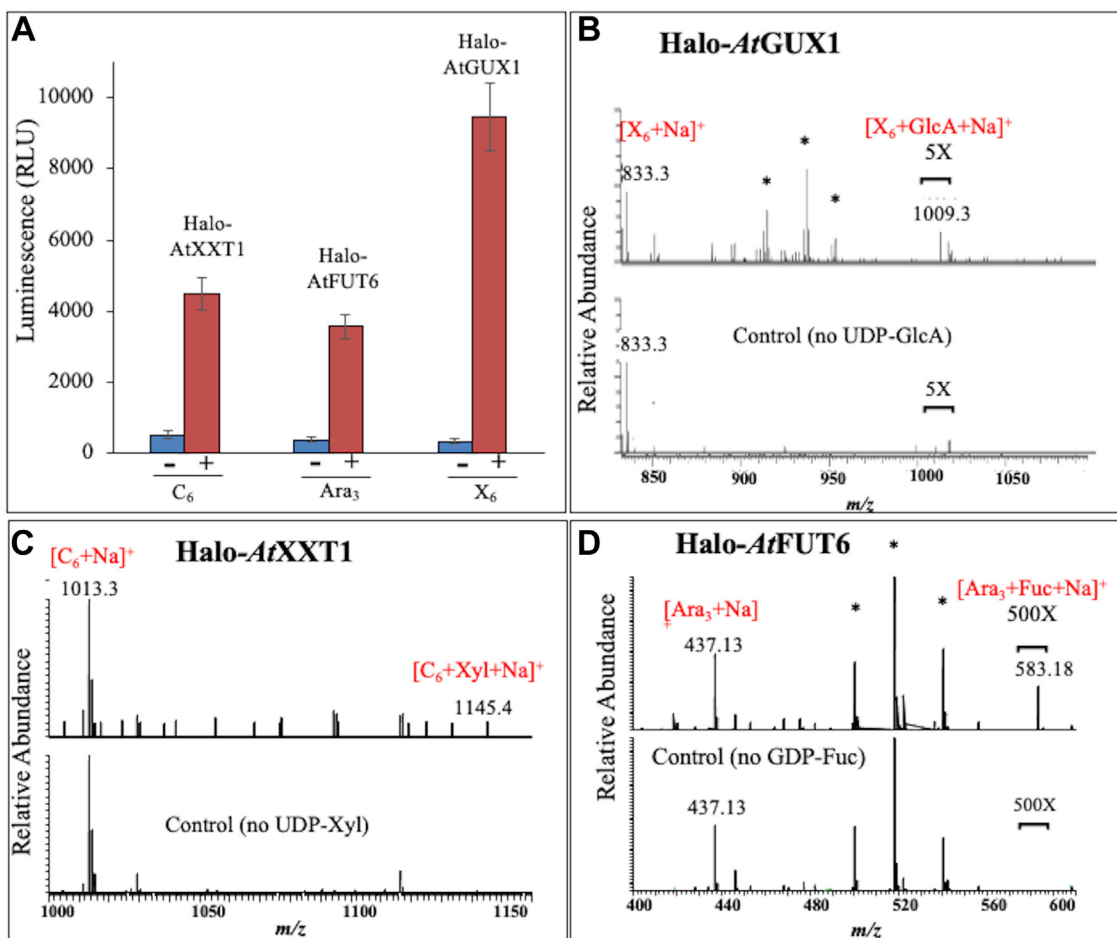 A
Luminescence (RLU)
10000
8000
6000
4000
2000
0
Halo-
AtXXT1
Halo-
AtFUT6
Halo-
AtGUX1
- +
- +
- +
C6
Ara3
X6
B
Halo-AtGUX1
Relative Abundance
[X6+Na]+
[X6+GlcA+Na]+
833.3
*
*
*
5X
1009.3
Control (no UDP-GlcA)
-833.3
5X
850 900 950 1000 1050
m/z
C
Halo-AtXXT1
Relative Abundance
[C6+Na]+
1013.3
[C6+Xyl+Na]+
1145.4
Control (no UDP-Xyl)
1000 1050 1100 1150
m/z
D
Halo-AtFUT6
Relative Abundance
[Ara3+Na]
+
437.13
*
*
*
[Ara3+Fuc+Na]+
500X
583.18
Control (no GDP-Fuc)
437.13
500X
400 440 480 520 560 600
m/z